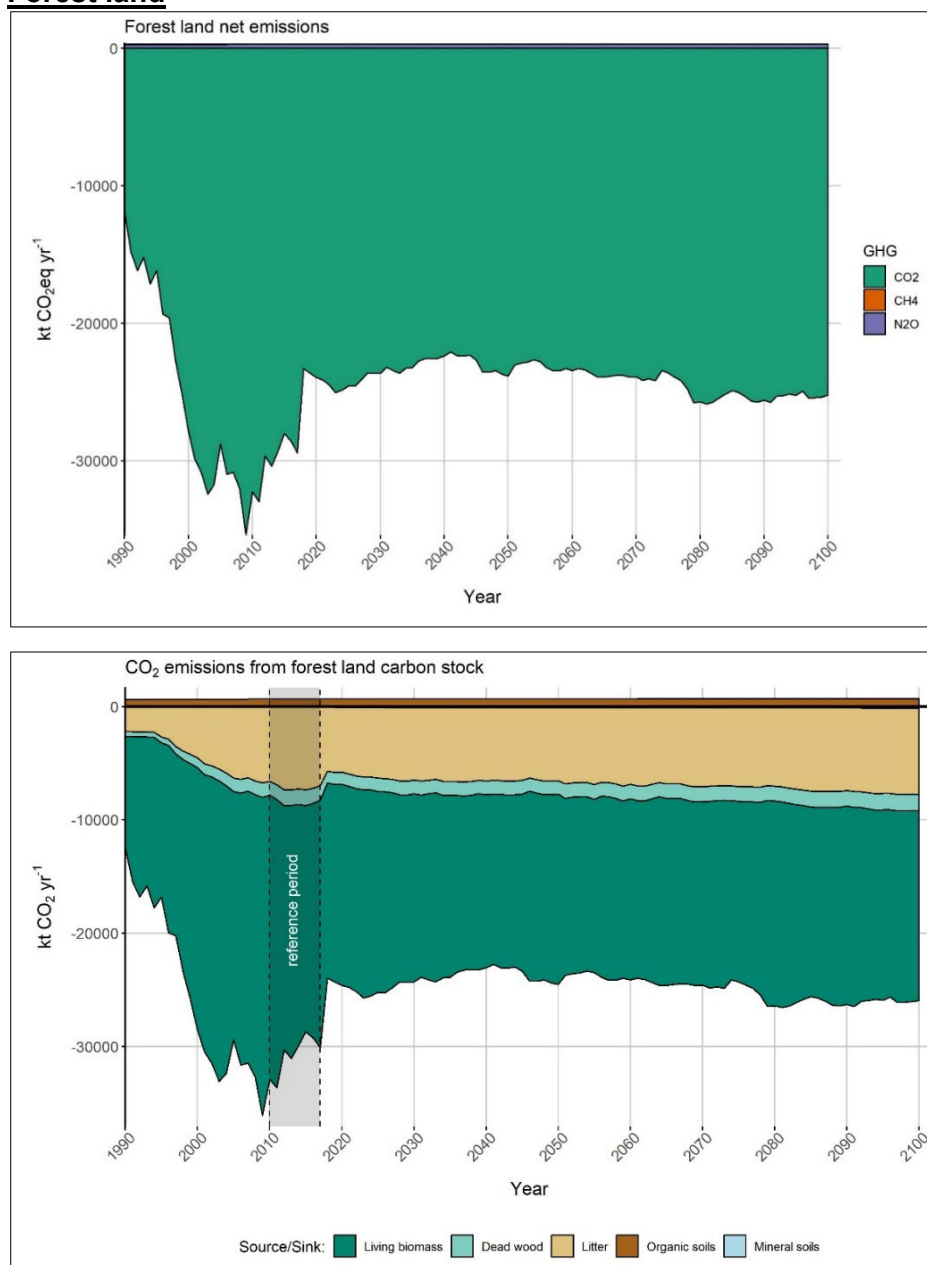 Forest land
Forest land net emissions
0
-10000
-20000
-30000
kt CO₂eq yr⁻¹
1990 2000 2010 2020 2030 2040 2050 2060 2070 2080 2090 2100
Year
GHG
CO2
CH4
N2O
CO₂ emissions from forest land carbon stock
0
-10000
-20000
-30000
kt CO₂ yr⁻¹
reference period
1990 2000 2010 2020 2030 2040 2050 2060 2070 2080 2090 2100
Year
Source/Sink: Living biomass Dead wood Litter Organic soils Mineral soils